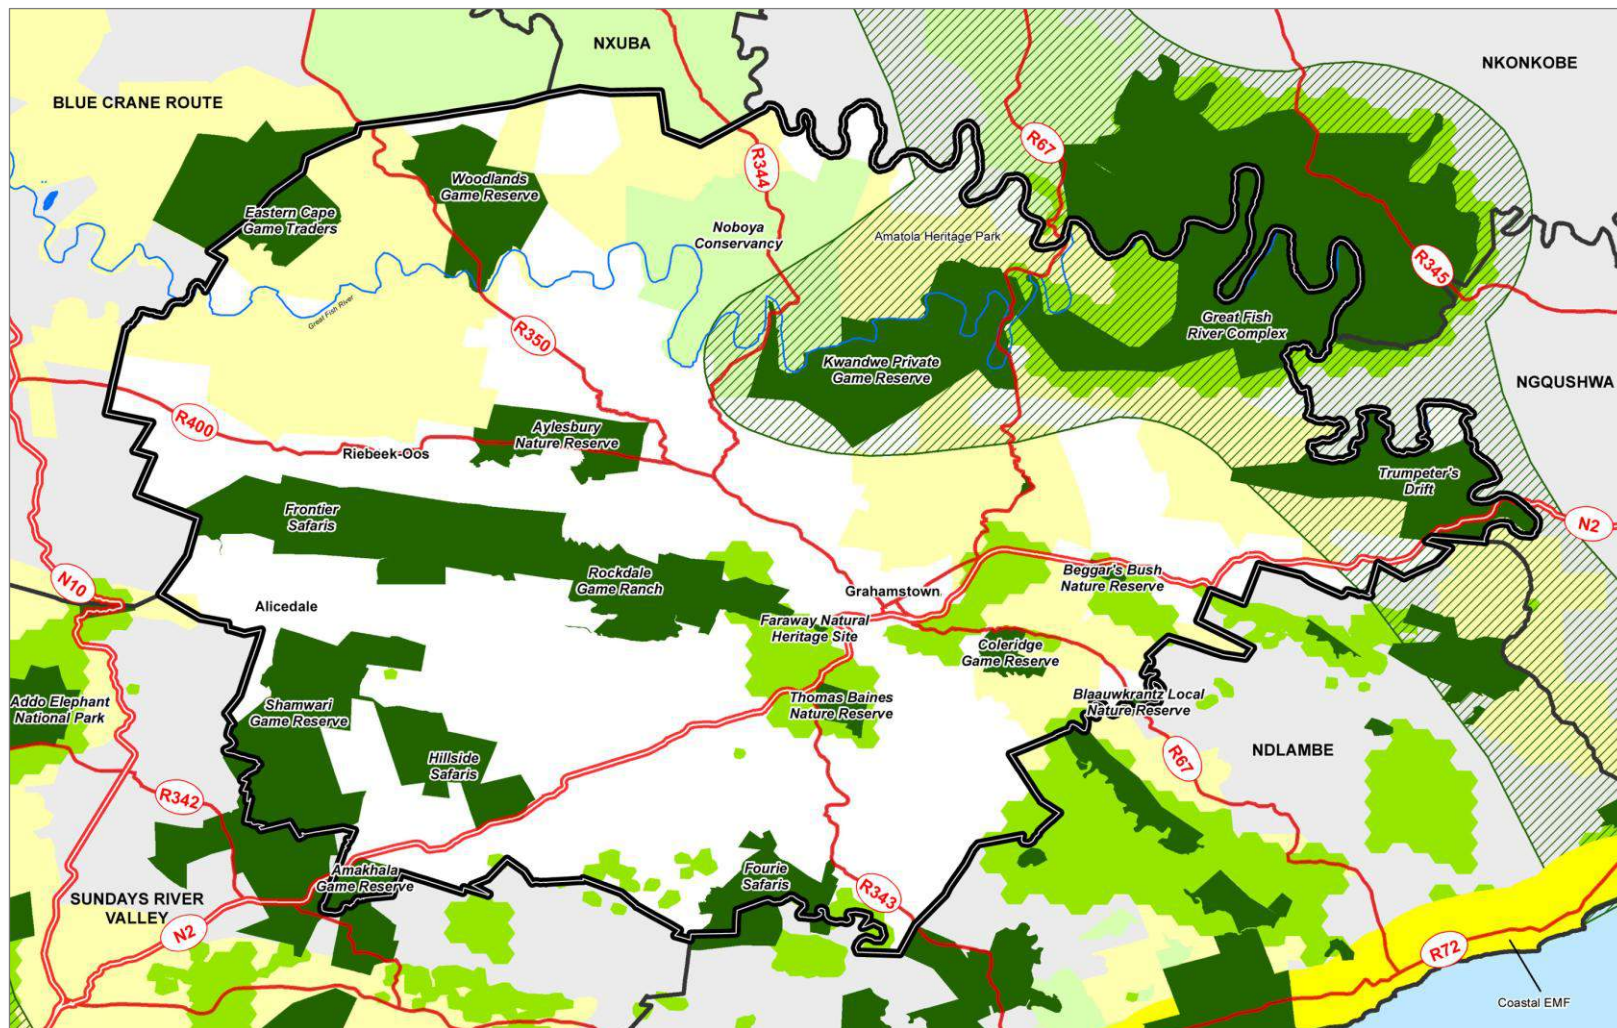 NXUBA
NKONKOBE
BLUE CRANE ROUTE
R67
R344
Woodlands
Game Reserve
Eastern Cape
Game Traders
Noboya
Conservancy
Amatola Heritage Park
R345
Great Fish River
Great Fish
River Complex
R350
Kwandwe Private
Game Reserve
NGQUSHWA
R400
Aylesbury
Nature Reserve
Riebeek-Oos
Trumpeter's
Drift
Frontier
Safaris
N2
N10
Rockdale
Game Ranch
Beggar's Bush
Nature Reserve
Alicedale
Grahamstown
Faraway Natural
Heritage Site
Coleridge
Game Reserve
Addo Elephant
National Park
Shamwari
Game Reserve
Thomas Baines
Nature Reserve
Blaauwkrantz Local
Nature Reserve
Hillside
Safaris
NDLAMBE
R67
R342
Amakhala
Game Reserve
Fourie
Safaris
R343
SUNDAYS RIVER
VALLEY
N2
R72
Coastal EMF